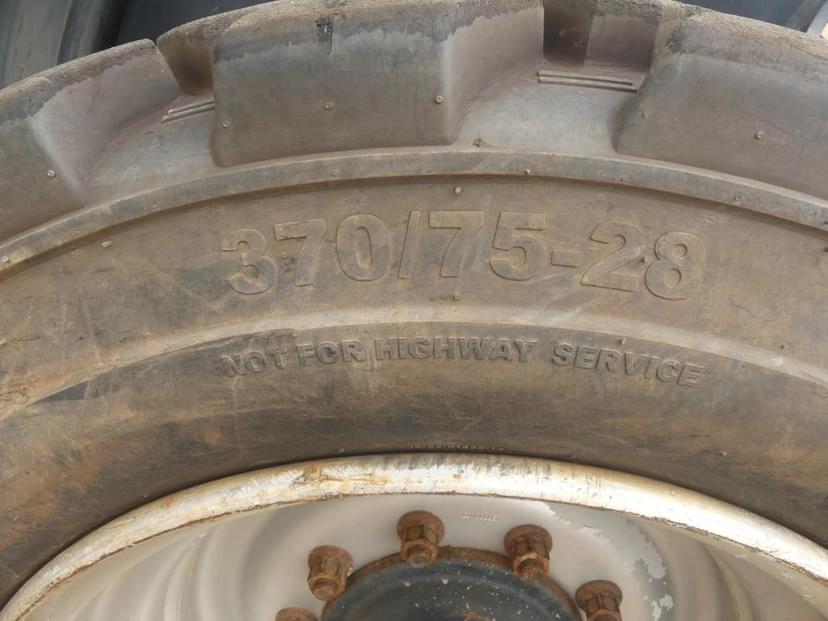 370/75-28
NOT FOR HIGHWAY SERVICE